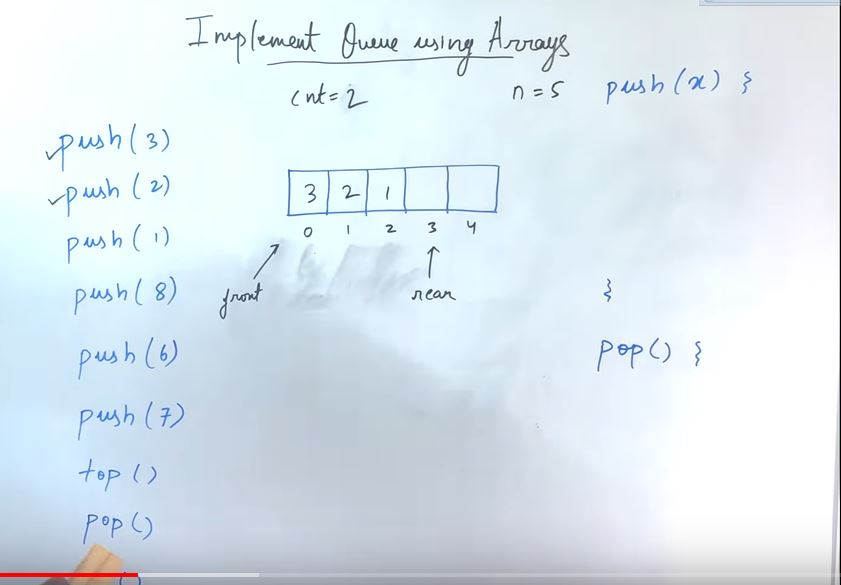 Implement Queue using Arrays
cnt=2
n=5
push(x) {
push(3)
push(2)
push(1)
push(8)
push(6)
push(7)
top()
pop()
3 2 1
0 1 2 3 4
front
rear
}
pop() {